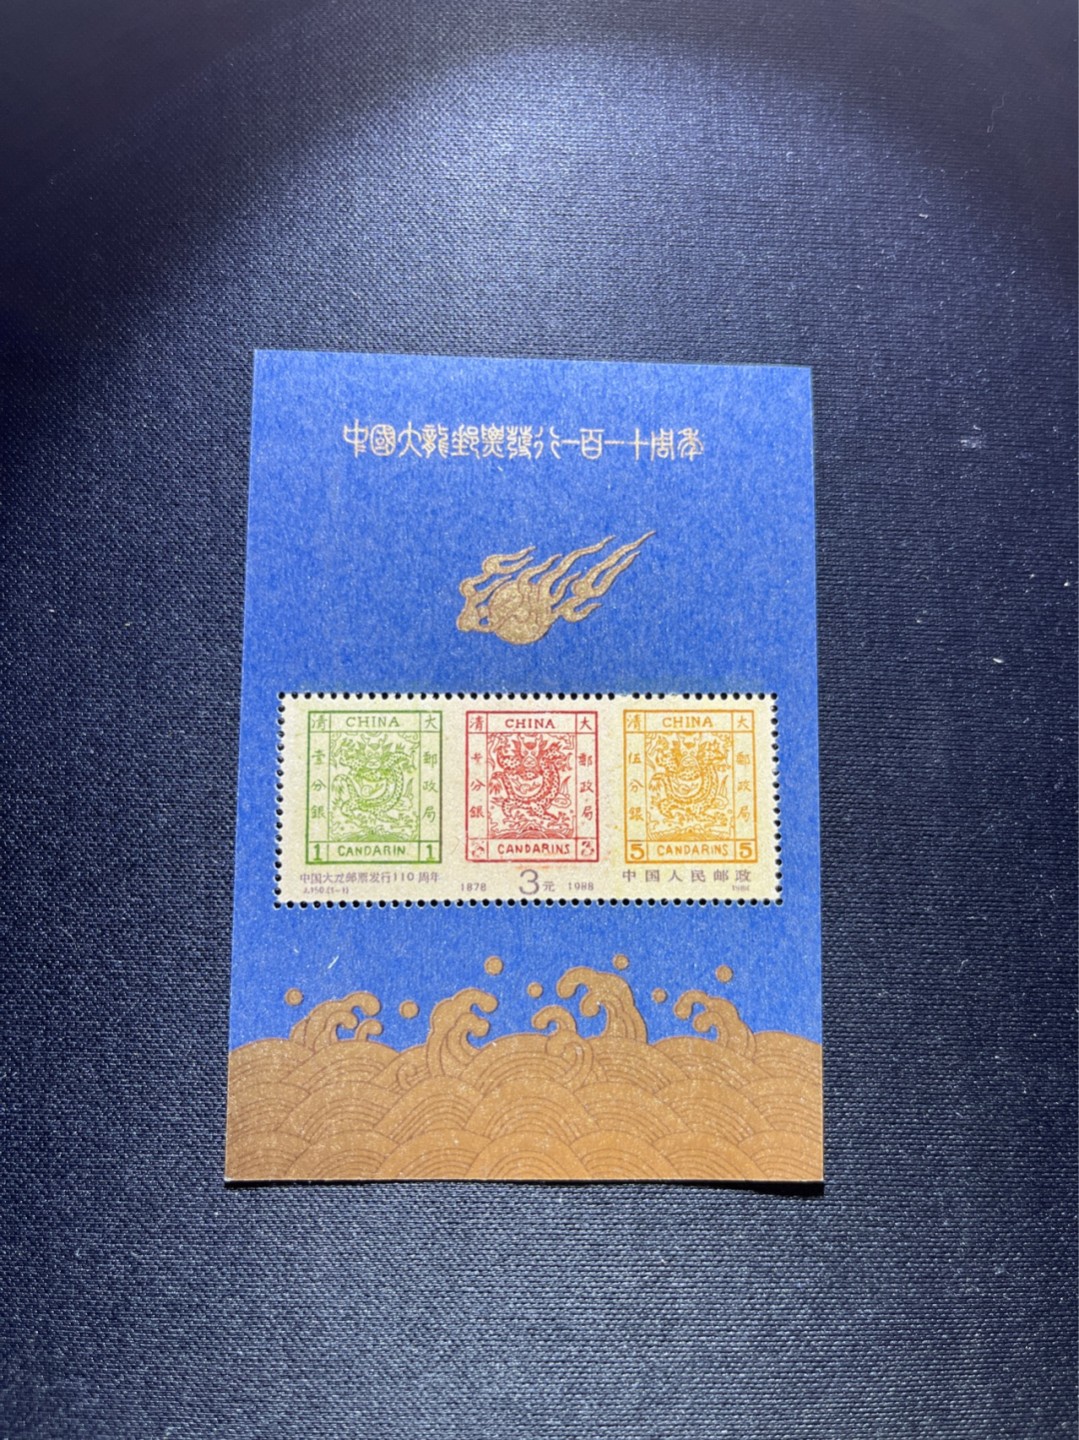 中國大龍郵票發行一百一十周年
清 CHINA 大
壹分銀
郵政局
1 CANDARIN. 1
清 CHINA 大
分銀
郵政局
3 CANDARINS 3
清 CHINA 大
伍分銀
郵政局
5 CANDARINS 5
中国大龙邮票发行110周年
J.150.(1-1)
1878 3元 1988
中国人民邮政
1988